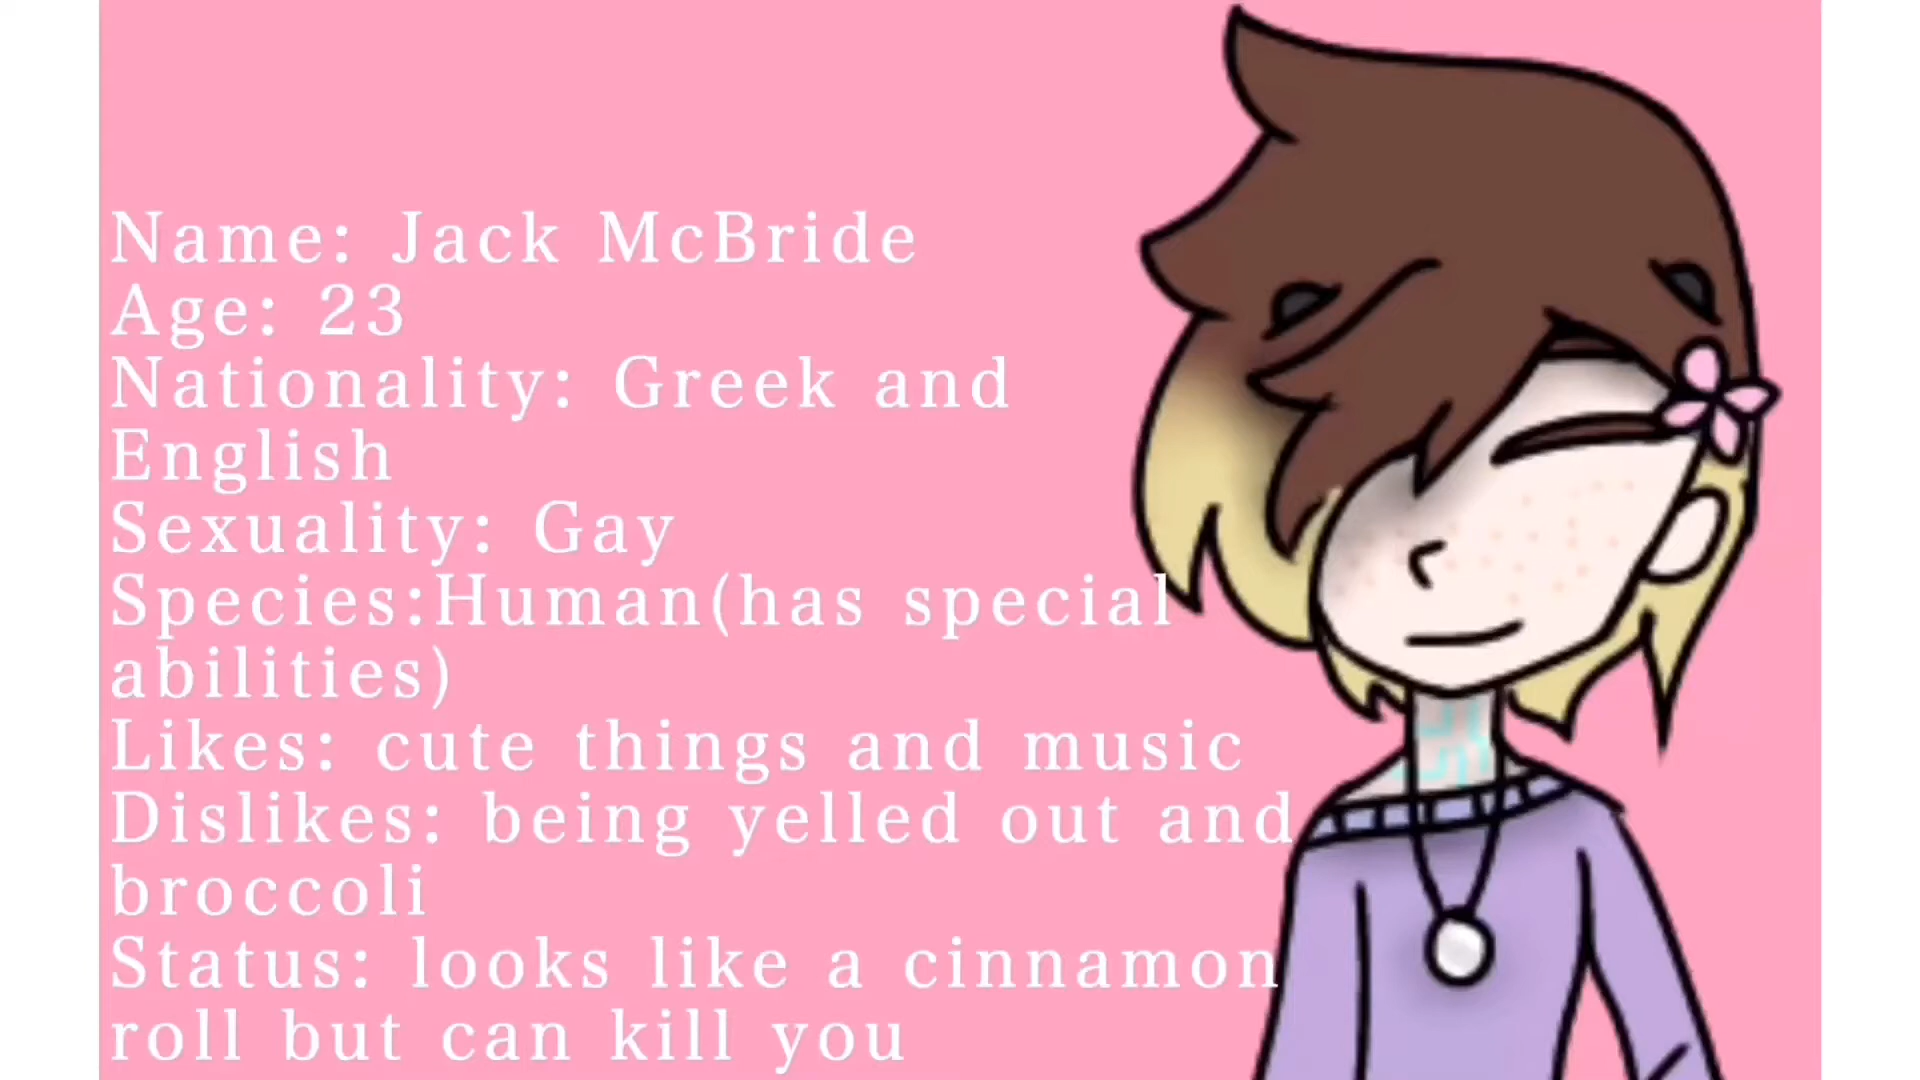 Name: Jack McBride
Age: 23
Nationality: Greek and
English
Sexuality: Gay
Species:Human(has special
abilities)
Likes: cute things and music
Dislikes: being yelled out and
broccoli
Status: looks like a cinnamon
roll but can kill you